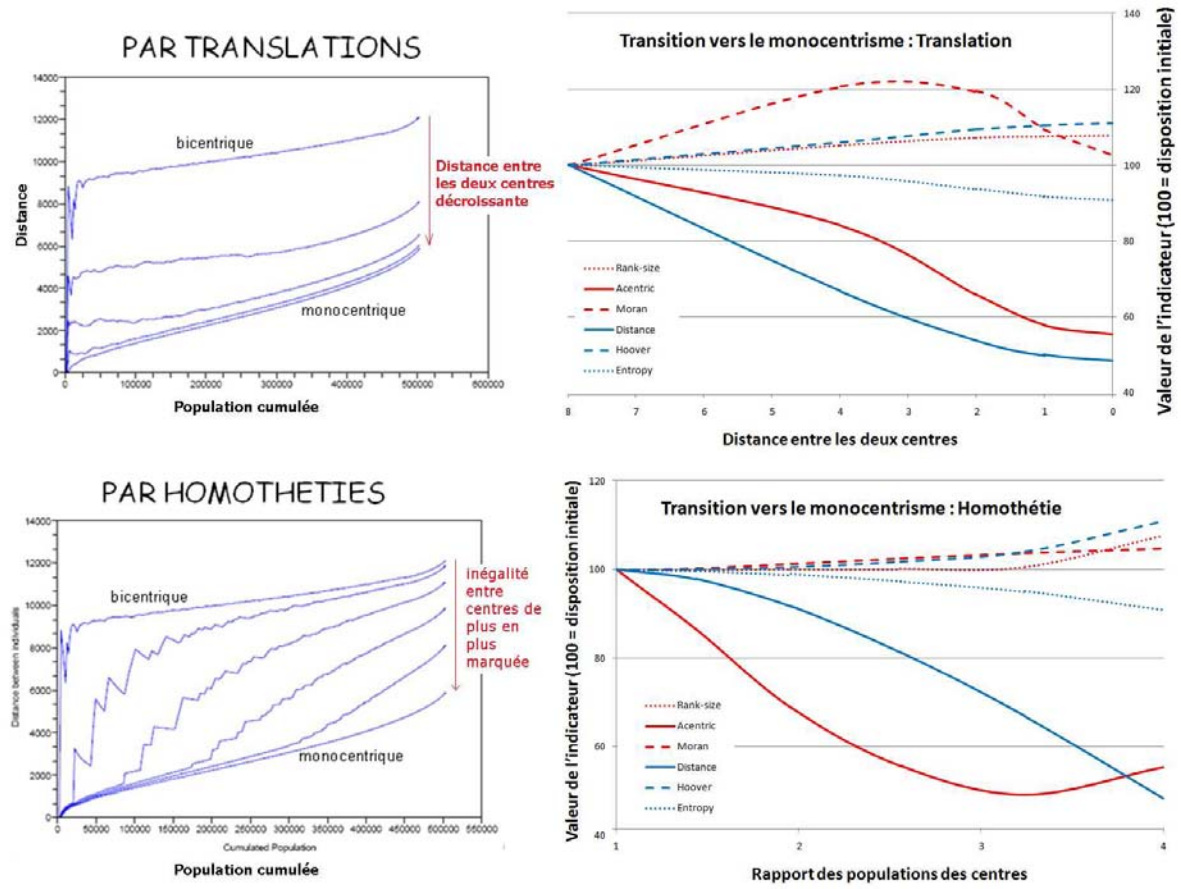 PAR TRANSLATIONS
14000
12000
10000
8000
6000
4000
2000
0
Distance
bicentrique
monocentrique
Distance entre
les deux centres
décroissante
0
100000
200000
300000
400000
500000
600000
Population cumulée
Transition vers le monocentrisme : Translation
140
120
100
80
60
40
Valeur de l'indicateur (100 = disposition initiale)
Rank-size
Acentric
Moran
Distance
Hoover
Entropy
8
7
6
5
4
3
2
1
0
Distance entre les deux centres
PAR HOMOTHETIES
14000
12000
10000
8000
6000
4000
2000
0
Distance between individuals
bicentrique
monocentrique
inégalité
entre
centres de
plus en
plus
marquée
0
50000
100000
150000
200000
250000
300000
350000
400000
450000
500000
550000
Cumulated Population
Population cumulée
Transition vers le monocentrisme : Homothétie
120
100
80
60
40
Valeur de l'indicateur (100 = disposition initiale)
Rank-size
Acentric
Moran
Distance
Hoover
Entropy
1
2
3
4
Rapport des populations des centres